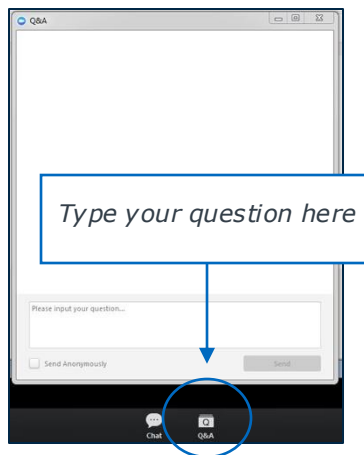 Q&A
Type your question here
Please input your question...
Send Anonymously
Send
Chat
Q&A